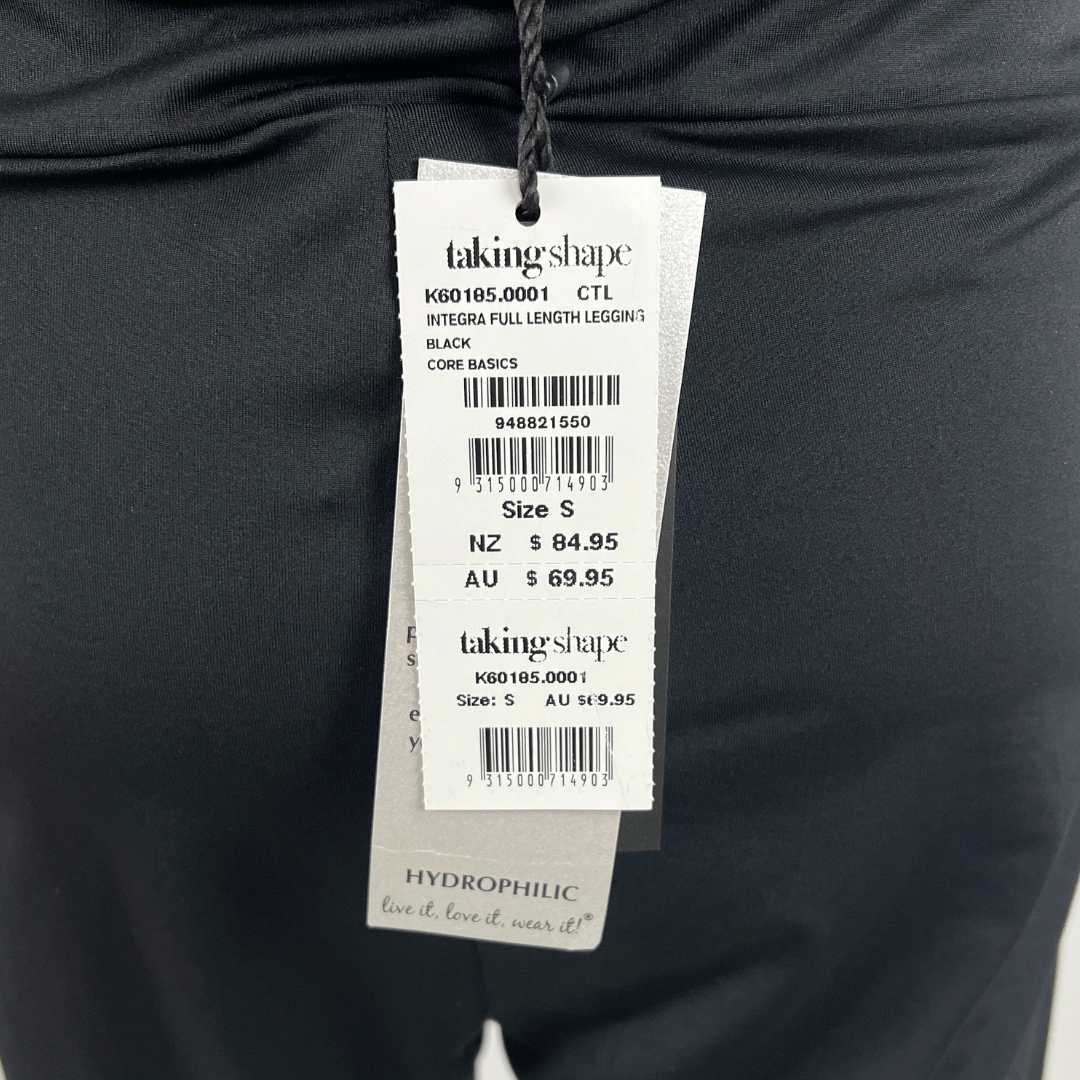 taking shape
K60185.0001 CTL
INTEGRA FULL LENGTH LEGGING
BLACK
CORE BASICS
948821550
9 315000 714903
Size S
NZ $ 84.95
AU $ 69.95
taking shape
K60185.0001
Size: S AU $69.95
9 315000 714903
HYDROPHILIC
live it, love it, wear it!®